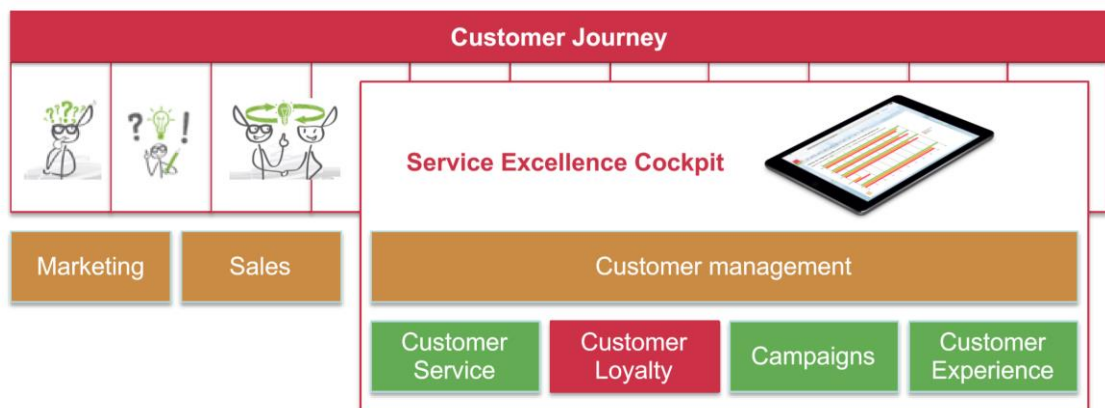 Customer Journey
???
? !
Service Excellence Cockpit
Marketing
Sales
Customer management
Customer
Service
Customer
Loyalty
Campaigns
Customer
Experience